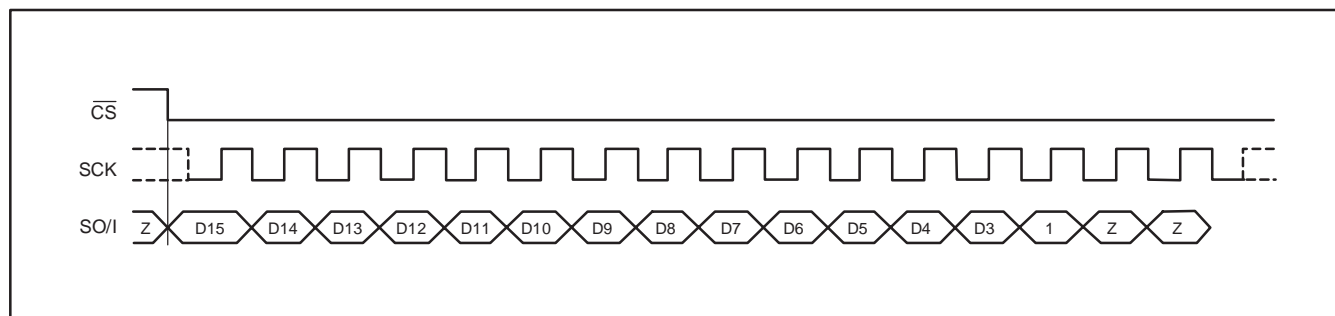 CS
SCK
SO/I Z D15 D14 D13 D12 D11 D10 D9 D8 D7 D6 D5 D4 D3 1 Z Z